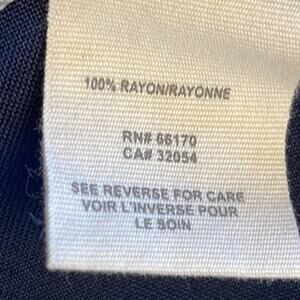 100% RAYON/RAYONNE
RN# 66170
CA# 32054
SEE REVERSE FOR CARE
VOIR L'INVERSE POUR
LE SOIN